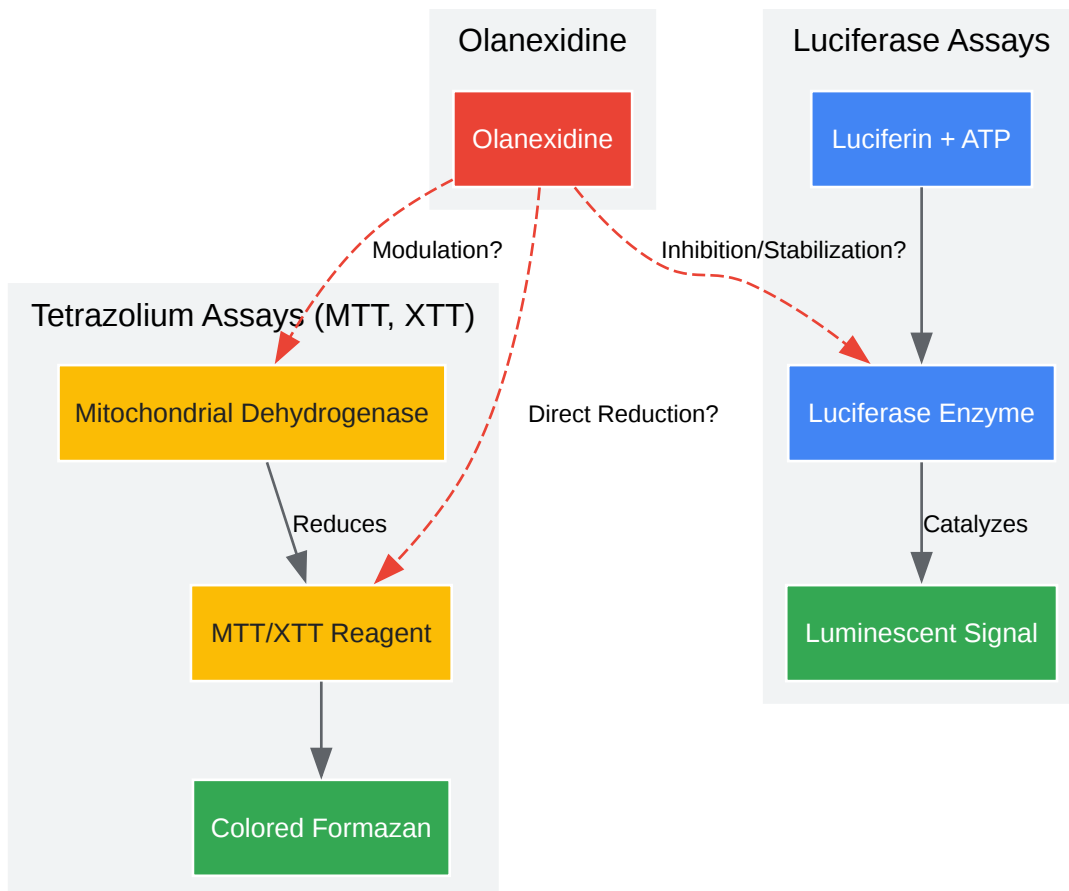 Olanexidine
Luciferase Assays
Olanexidine
Luciferin + ATP
Modulation?
Inhibition/Stabilization?
Tetrazolium Assays (MTT, XTT)
Mitochondrial Dehydrogenase
Direct Reduction?
Luciferase Enzyme
Reduces
Catalyzes
MTT/XTT Reagent
Luminescent Signal
Colored Formazan